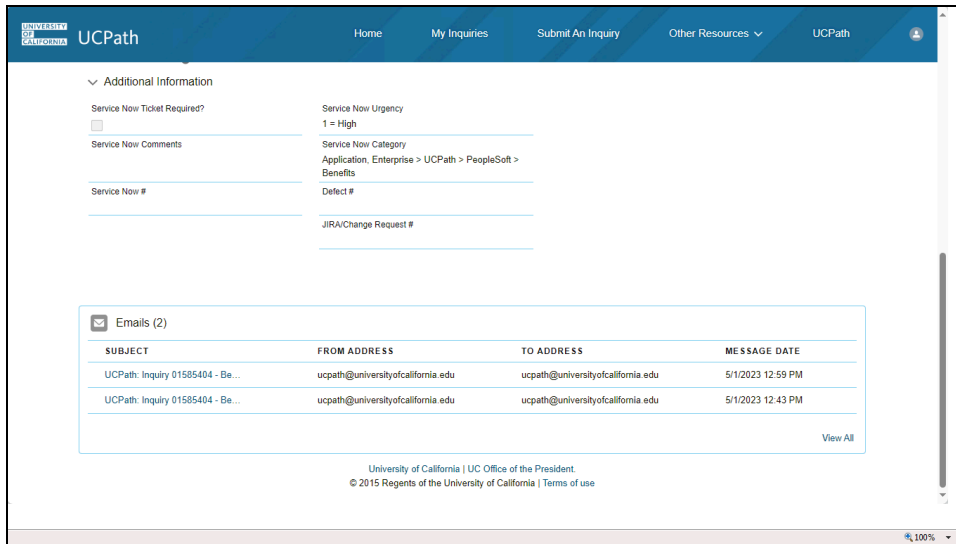 UNIVERSITY
OF
CALIFORNIA
UCPath
Home My Inquiries Submit An Inquiry Other Resources UCPath
Additional Information
Service Now Ticket Required?
Service Now Urgency
1 = High
Service Now Comments
Service Now Category
Application, Enterprise > UCPath > PeopleSoft >
Benefits
Service Now #
Defect #
JIRA/Change Request #
Emails (2)
SUBJECT FROM ADDRESS TO ADDRESS MESSAGE DATE
UCPath: Inquiry 01585404 - Be... ucpath@universityofcalifornia.edu ucpath@universityofcalifornia.edu 5/1/2023 12:59 PM
UCPath: Inquiry 01585404 - Be... ucpath@universityofcalifornia.edu ucpath@universityofcalifornia.edu 5/1/2023 12:43 PM
View All
University of California | UC Office of the President.
© 2015 Regents of the University of California | Terms of use
100%